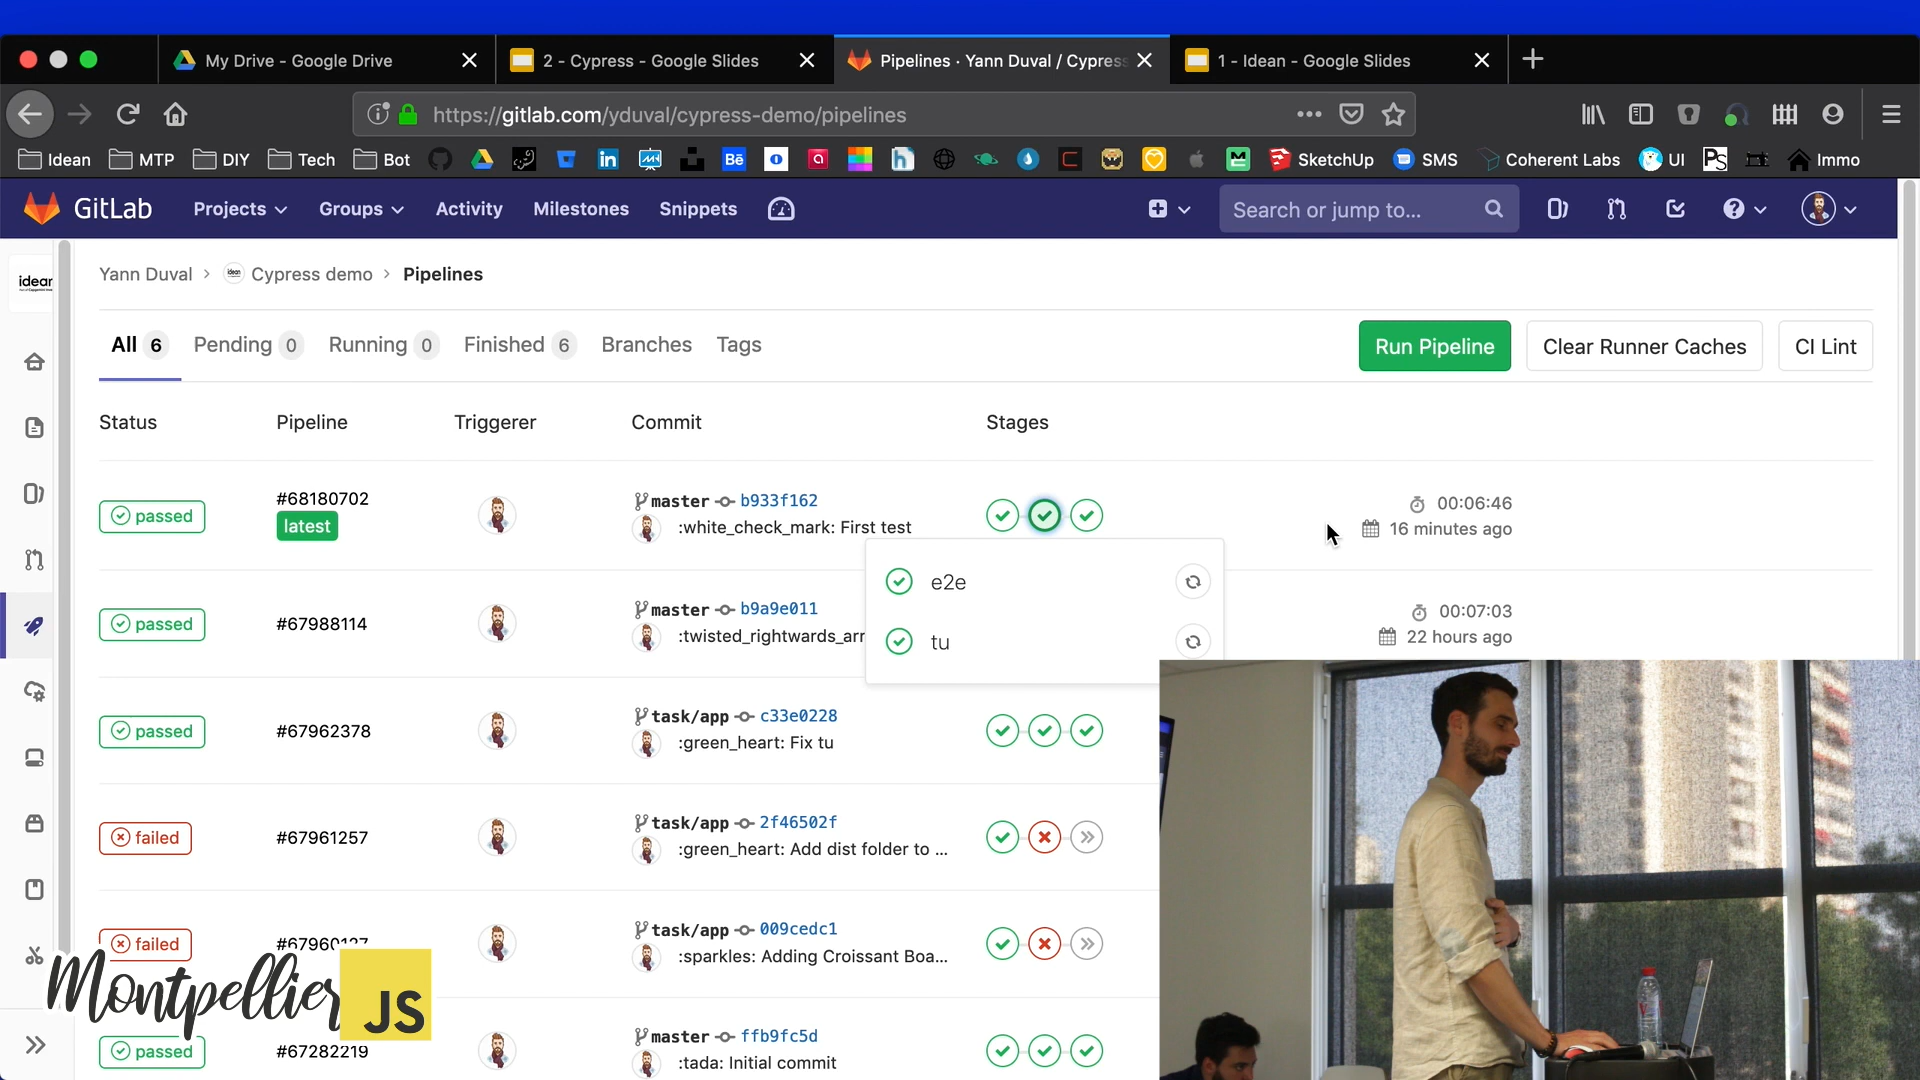 My Drive - Google Drive
2 - Cypress - Google Slides
Pipelines · Yann Duval / Cypress
1 - Idean - Google Slides
https://gitlab.com/yduval/cypress-demo/pipelines
Idean MTP DIY Tech Bot SketchUp SMS Coherent Labs UI Immo
GitLab Projects Groups Activity Milestones Snippets Search or jump to...
idean
Yann Duval › Cypress demo › Pipelines
All 6 Pending 0 Running 0 Finished 6 Branches Tags Run Pipeline Clear Runner Caches CI Lint
Status Pipeline Triggerer Commit Stages
passed #68180702 latest master b933f162 00:06:46
:white_check_mark: First test 16 minutes ago
e2e
tu
passed #67988114 master b9a9e011 00:07:03
:twisted_rightwards_arr 22 hours ago
passed #67962378 task/app c33e0228
:green_heart: Fix tu
failed #67961257 task/app 2f46502f
:green_heart: Add dist folder to ...
failed #67960127 task/app 009cedc1
:sparkles: Adding Croissant Boa...
passed #67282219 master ffb9fc5d
:tada: Initial commit
Montpellier JS